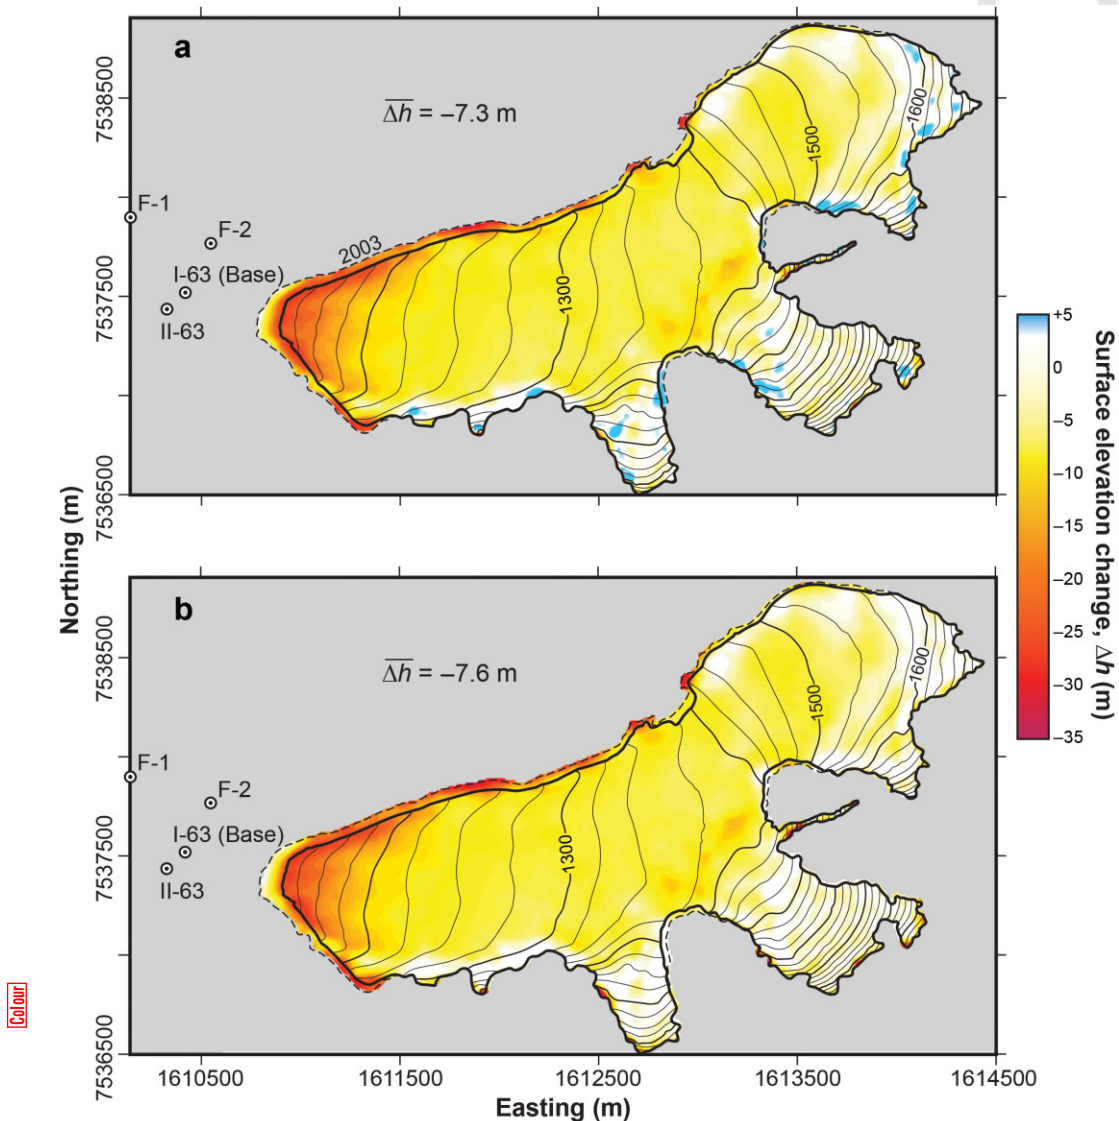 a
Δh = −7.3 m
7538500
7537500
7536500
F-1
F-2
I-63 (Base)
II-63
2003
1300
1500
1600
+5
0
−5
−10
−15
−20
−25
−30
−35
Surface elevation change, Δh (m)
Northing (m)
b
Δh = −7.6 m
7538500
7537500
7536500
F-1
F-2
I-63 (Base)
II-63
1300
1500
1600
1610500
1611500
1612500
1613500
1614500
Easting (m)
Colour